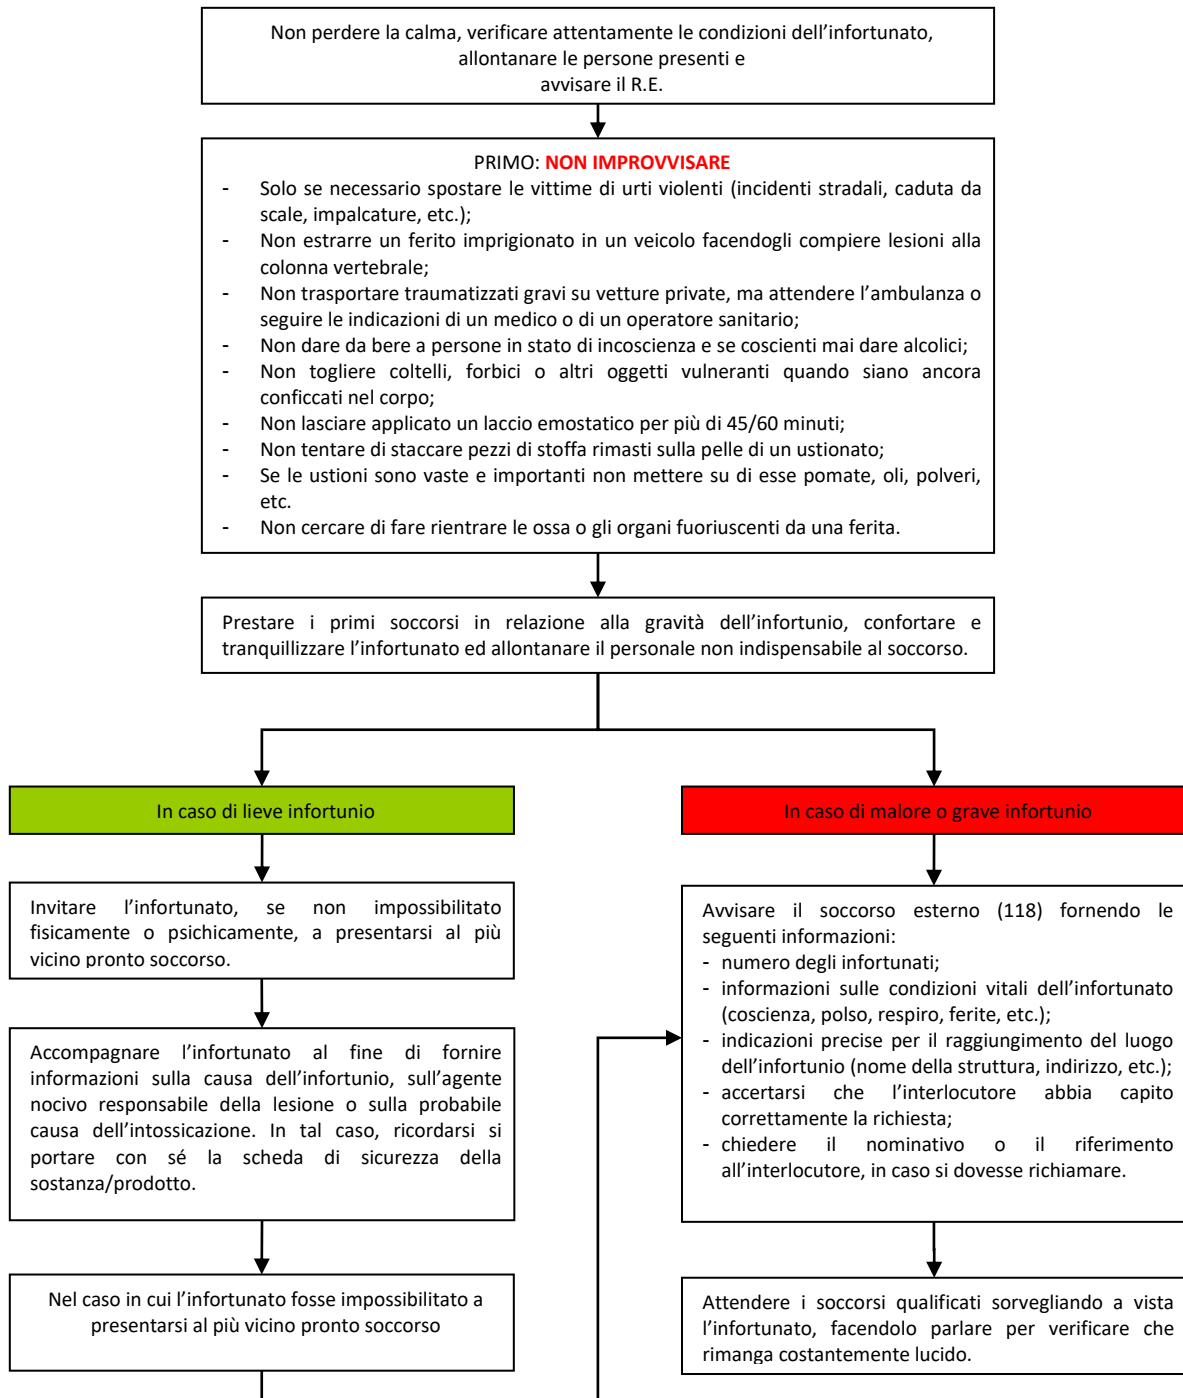 Non perdere la calma, verificare attentamente le condizioni dell’infortunato,
allontanare le persone presenti e
avvisare il R.E.
PRIMO: NON IMPROVVISARE
- Solo se necessario spostare le vittime di urti violenti (incidenti stradali, caduta da
scale, impalcature, etc.);
- Non estrarre un ferito imprigionato in un veicolo facendogli compiere lesioni alla
colonna vertebrale;
- Non trasportare traumatizzati gravi su vetture private, ma attendere l’ambulanza o
seguire le indicazioni di un medico o di un operatore sanitario;
- Non dare da bere a persone in stato di incoscienza e se coscienti mai dare alcolici;
- Non togliere coltelli, forbici o altri oggetti vulneranti quando siano ancora
conficcati nel corpo;
- Non lasciare applicato un laccio emostatico per più di 45/60 minuti;
- Non tentare di staccare pezzi di stoffa rimasti sulla pelle di un ustionato;
- Se le ustioni sono vaste e importanti non mettere su di esse pomate, oli, polveri,
etc.
- Non cercare di fare rientrare le ossa o gli organi fuoriuscenti da una ferita.
Prestare i primi soccorsi in relazione alla gravità dell’infortunio, confortare e
tranquillizzare l’infortunato ed allontanare il personale non indispensabile al soccorso.
In caso di lieve infortunio
Invitare l’infortunato, se non impossibilitato
fisicamente o psichicamente, a presentarsi al più
vicino pronto soccorso.
Accompagnare l’infortunato al fine di fornire
informazioni sulla causa dell’infortunio, sull’agente
nocivo responsabile della lesione o sulla probabile
causa dell’intossicazione. In tal caso, ricordarsi si
portare con sé la scheda di sicurezza della
sostanza/prodotto.
Nel caso in cui l’infortunato fosse impossibilitato a
presentarsi al più vicino pronto soccorso
In caso di malore o grave infortunio
Avvisare il soccorso esterno (118) fornendo le
seguenti informazioni:
- numero degli infortunati;
- informazioni sulle condizioni vitali dell’infortunato
(coscienza, polso, respiro, ferite, etc.);
- indicazioni precise per il raggiungimento del luogo
dell’infortunio (nome della struttura, indirizzo, etc.);
- accertarsi che l’interlocutore abbia capito
correttamente la richiesta;
- chiedere il nominativo o il riferimento
all’interlocutore, in caso si dovesse richiamare.
Attendere i soccorsi qualificati sorvegliando a vista
l’infortunato, facendolo parlare per verificare che
rimanga costantemente lucido.